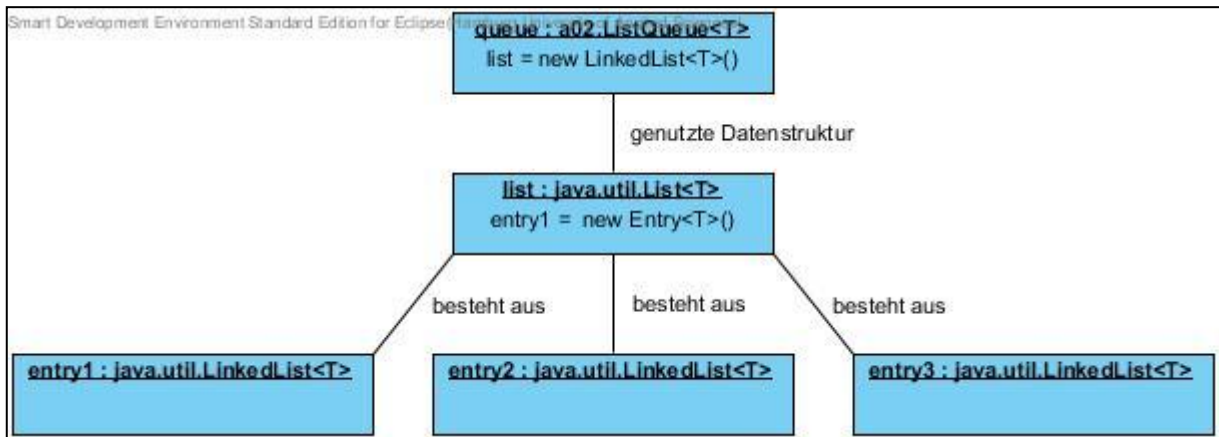 Smart Development Environment Standard Edition for Eclipse
queue : a02.ListQueue<T>
list = new LinkedList<T>()
genutzte Datenstruktur
list : java.util.List<T>
entry1 = new Entry<T>()
besteht aus
besteht aus
besteht aus
entry1 : java.util.LinkedList<T>
entry2 : java.util.LinkedList<T>
entry3 : java.util.LinkedList<T>